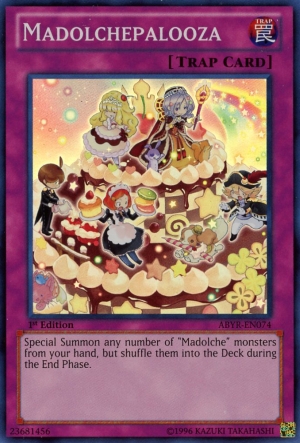 MADOLCHEPALOOZA
TRAP
罠
[TRAP CARD]
1st Edition
ABYR-EN074
Special Summon any number of "Madolche" monsters
from your hand, but shuffle them into the Deck during
the End Phase.
23681456
©1996 KAZUKI TAKAHASHI